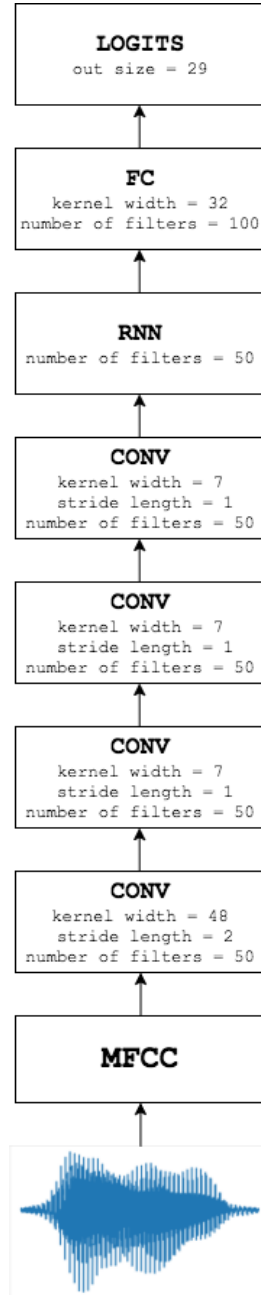 LOGITS
out size = 29
FC
kernel width = 32
number of filters = 100
RNN
number of filters = 50
CONV
kernel width = 7
stride length = 1
number of filters = 50
CONV
kernel width = 7
stride length = 1
number of filters = 50
CONV
kernel width = 7
stride length = 1
number of filters = 50
CONV
kernel width = 48
stride length = 2
number of filters = 50
MFCC